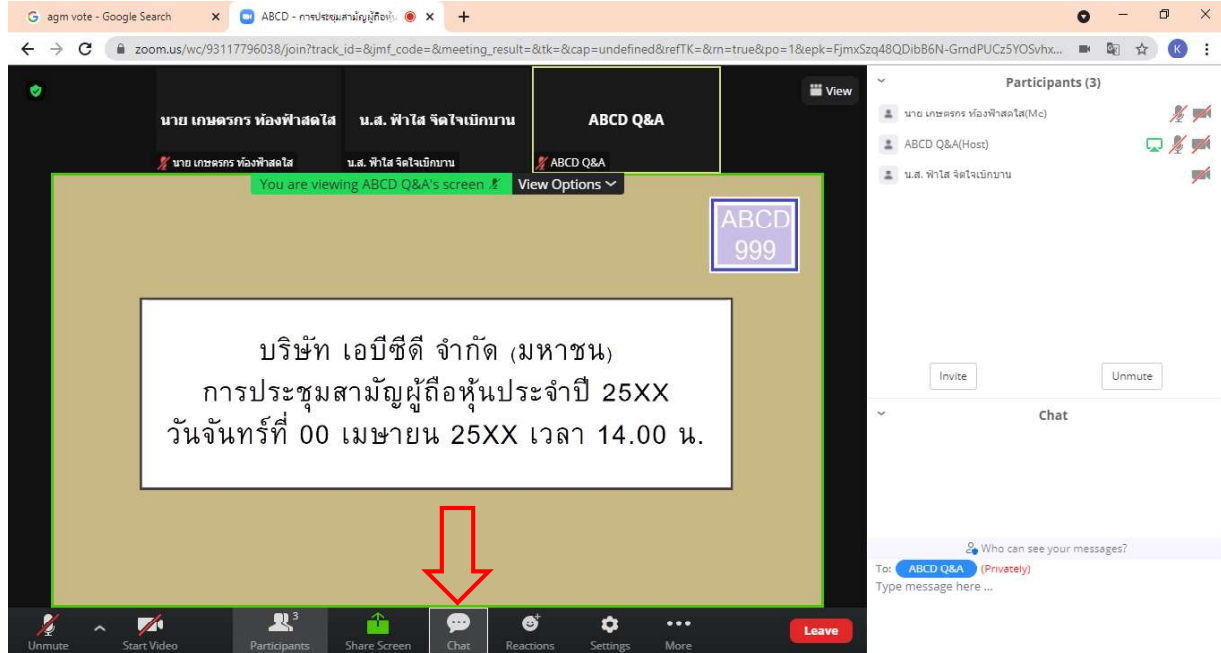 agm vote - Google Search
ABCD - การประชุมสามัญผู้ถือหุ้น
zoom.us/wc/93117796038/join?track_id=&jmf_code=&meeting_result=&tk=&cap=undefined&refTK=&rn=true&po=1&epk=FjmxSzq48QDibB6N-GmdPUCz5YOSvhx...
K
View
นาย เกษตรกร ท้องฟ้าสดใส
น.ส. ฟ้าใส จิตใจเบิกบาน
ABCD Q&A
นาย เกษตรกร ท้องฟ้าสดใส
น.ส. ฟ้าใส จิตใจเบิกบาน
ABCD Q&A
You are viewing ABCD Q&A's screen
View Options
ABCD
999
บริษัท เอบีซีดี จำกัด (มหาชน)
การประชุมสามัญผู้ถือหุ้นประจำปี 25XX
วันจันทร์ที่ 00 เมษายน 25XX เวลา 14.00 น.
Unmute
Start Video
3
Participants
Share Screen
Chat
Reactions
Settings
More
Leave
Participants (3)
นาย เกษตรกร ท้องฟ้าสดใส(Me)
ABCD Q&A(Host)
น.ส. ฟ้าใส จิตใจเบิกบาน
Invite
Unmute
Chat
Who can see your messages?
To: ABCD Q&A (Privately)
Type message here ...